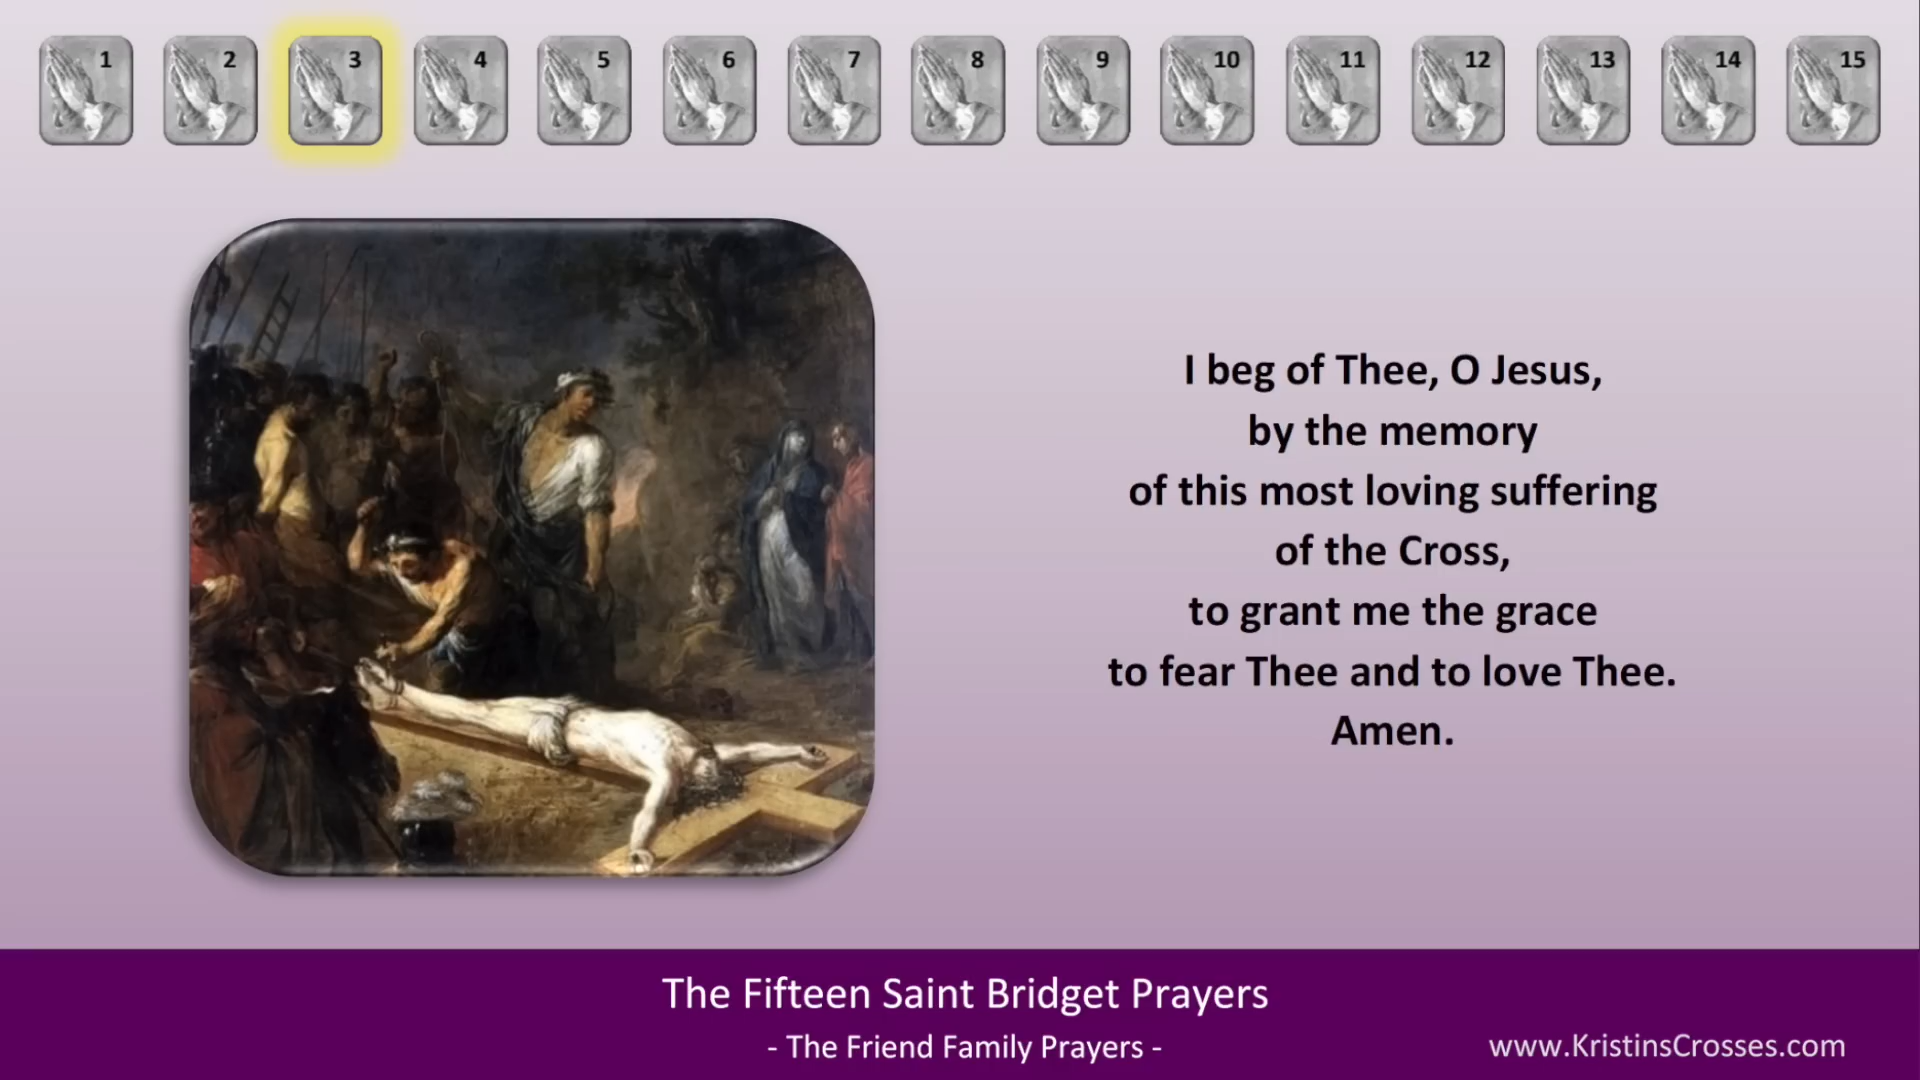 1 2 3 4 5 6 7 8 9 10 11 12 13 14 15
I beg of Thee, O Jesus,
by the memory
of this most loving suffering
of the Cross,
to grant me the grace
to fear Thee and to love Thee.
Amen.
The Fifteen Saint Bridget Prayers
- The Friend Family Prayers -
www.KristinsCrosses.com